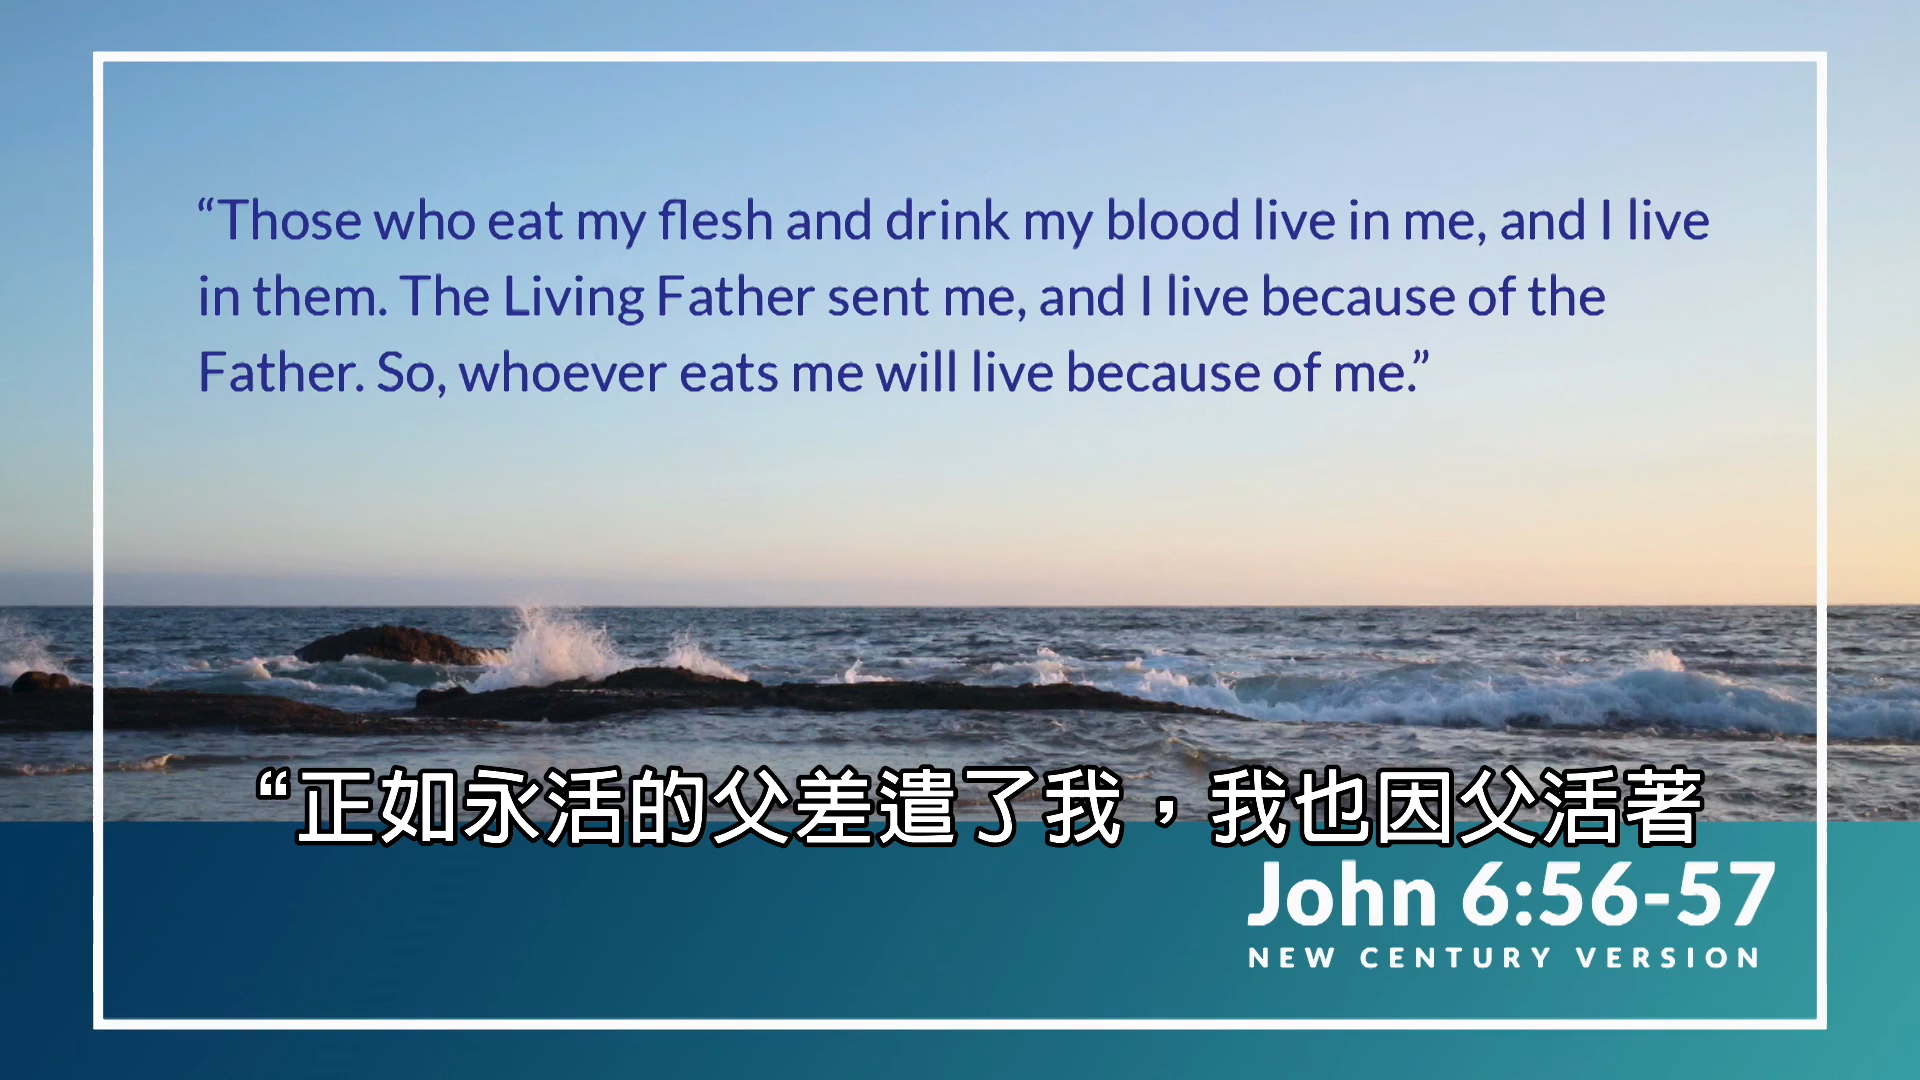 “Those who eat my flesh and drink my blood live in me, and I live
in them. The Living Father sent me, and I live because of the
Father. So, whoever eats me will live because of me.”
“正如永活的父差遣了我，我也因父活著
John 6:56-57
NEW CENTURY VERSION